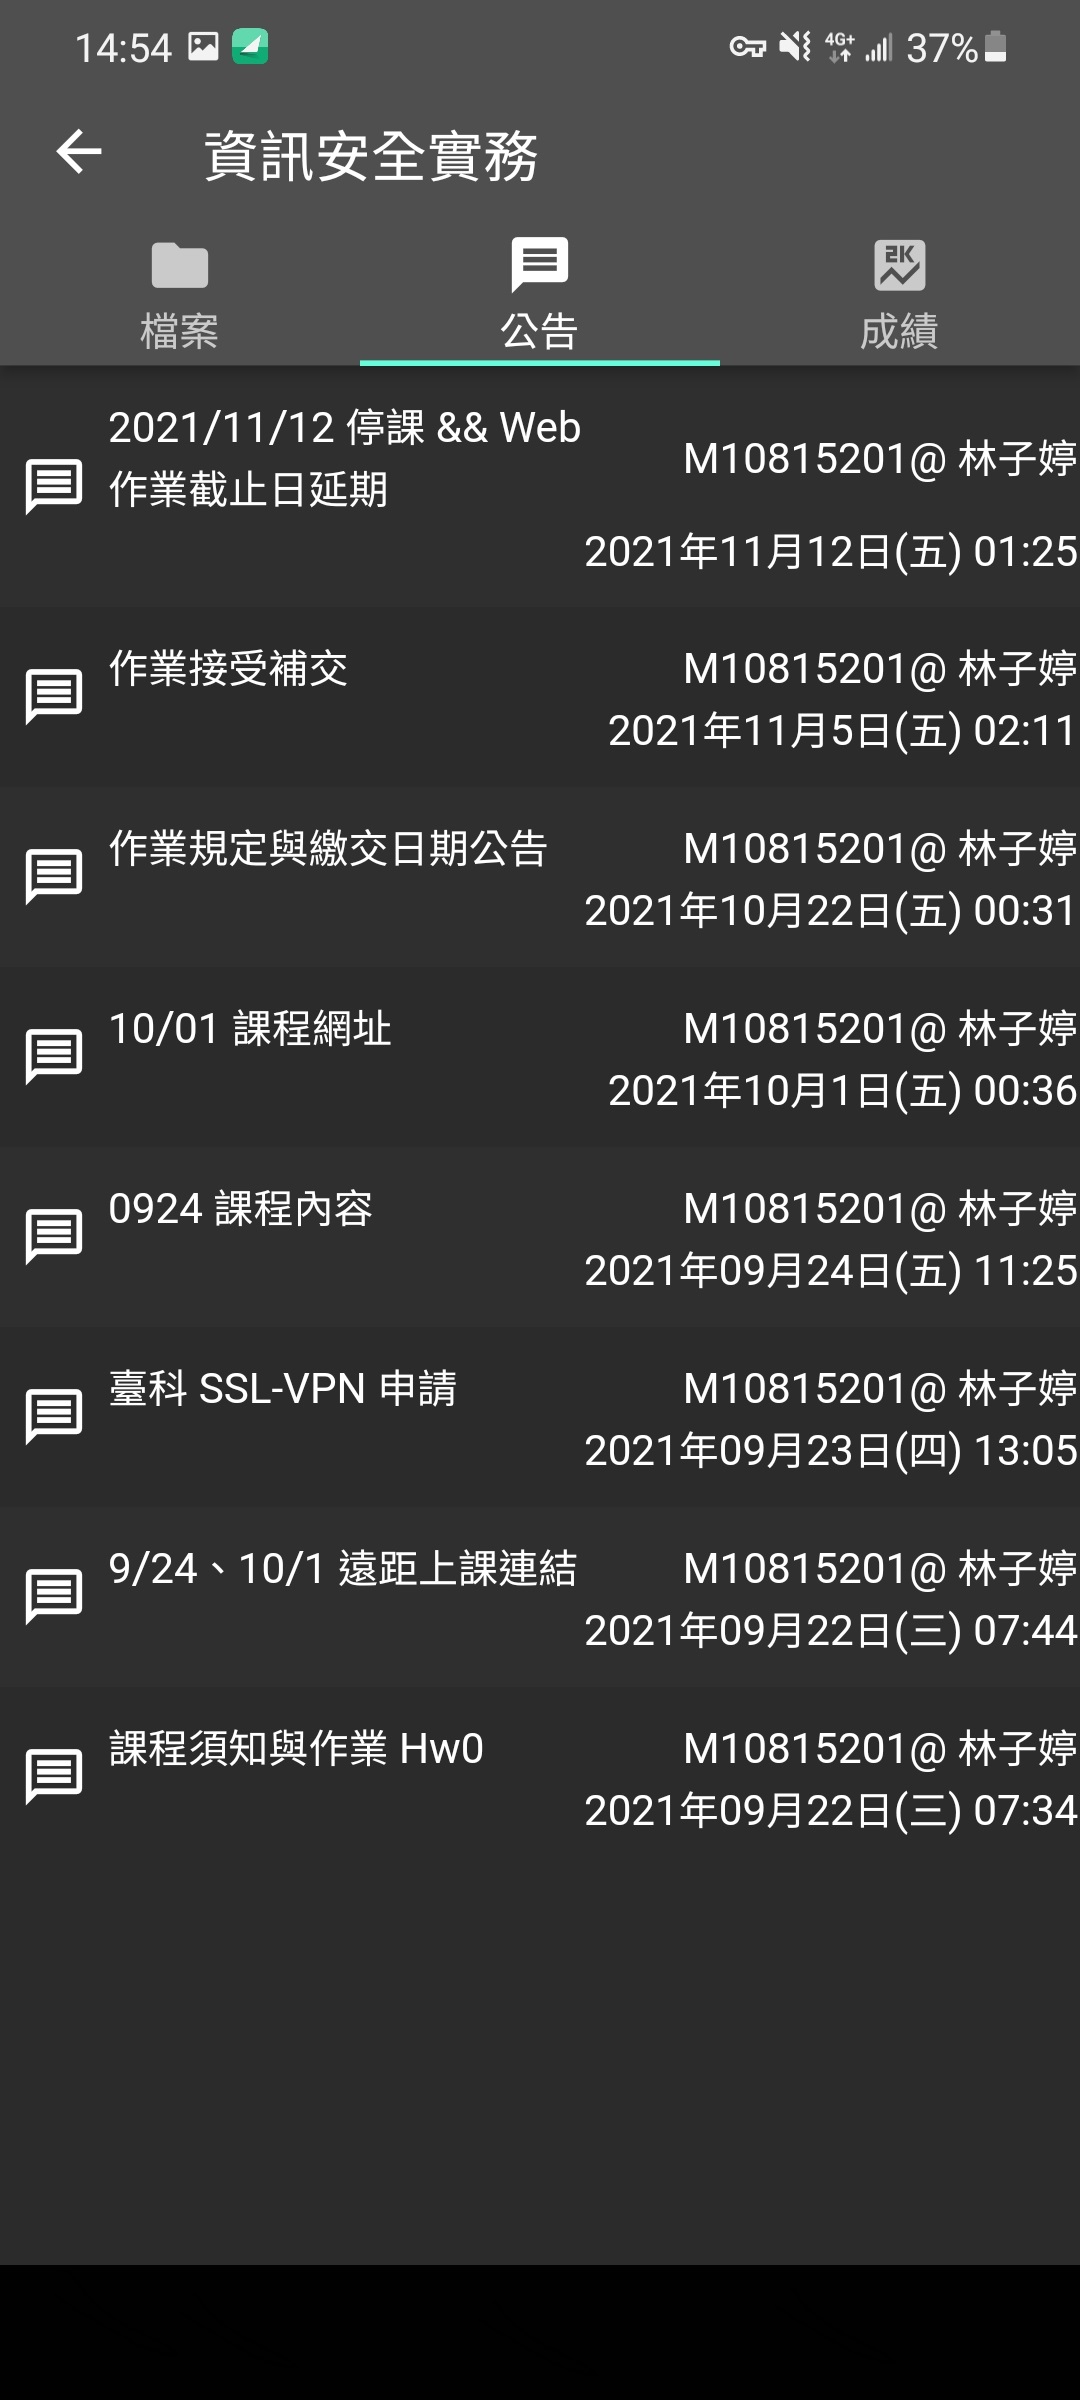 14:54
4G+
37%
資訊安全實務
檔案
公告
2K
成績
2021/11/12 停課 && Web
作業截止日延期
M10815201@ 林子婷
2021年11月12日(五) 01:25
作業接受補交
M10815201@ 林子婷
2021年11月5日(五) 02:11
作業規定與繳交日期公告
M10815201@ 林子婷
2021年10月22日(五) 00:31
10/01 課程網址
M10815201@ 林子婷
2021年10月1日(五) 00:36
0924 課程內容
M10815201@ 林子婷
2021年09月24日(五) 11:25
臺科 SSL-VPN 申請
M10815201@ 林子婷
2021年09月23日(四) 13:05
9/24、10/1 遠距上課連結
M10815201@ 林子婷
2021年09月22日(三) 07:44
課程須知與作業 Hw0
M10815201@ 林子婷
2021年09月22日(三) 07:34